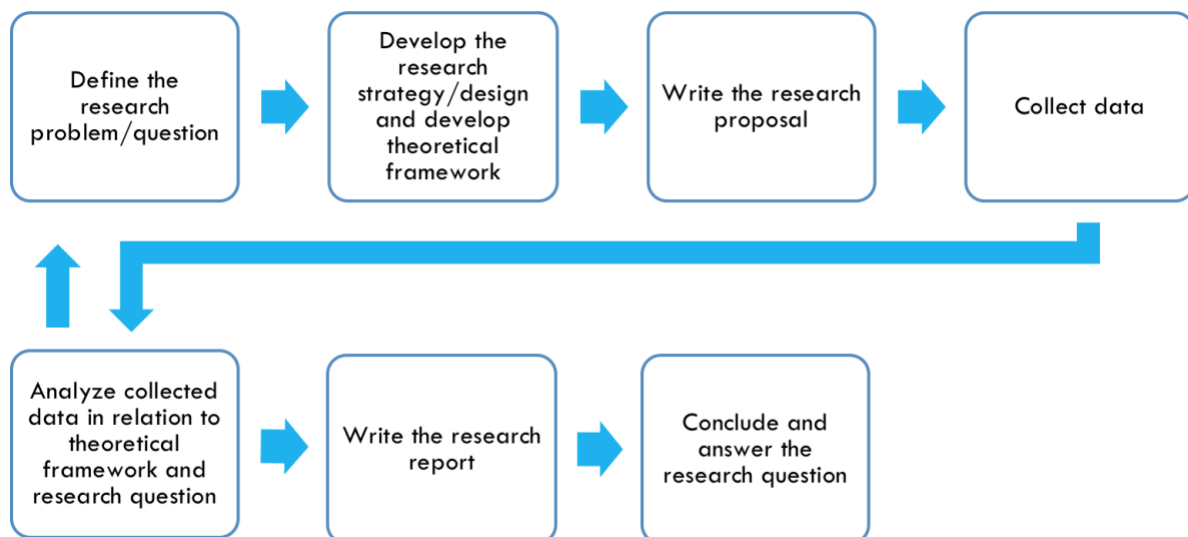 Define the
research
problem/question
Develop the
research
strategy/design
and develop
theoretical
framework
Write the research
proposal
Collect data
Analyze collected
data in relation to
theoretical
framework and
research question
Write the research
report
Conclude and
answer the
research question